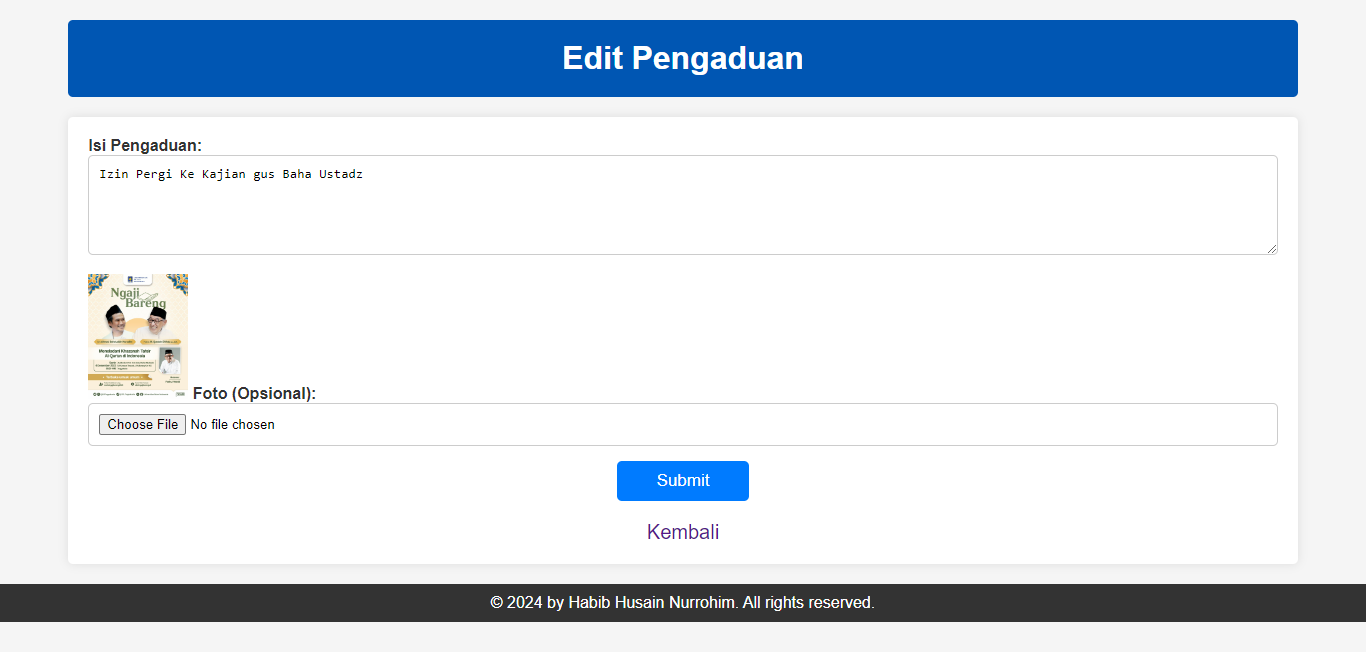 Edit Pengaduan
Isi Pengaduan:
Izin Pergi Ke Kajian gus Baha Ustadz
Ngaji
Bareng
Foto (Opsional):
Choose File No file chosen
Submit
Kembali
© 2024 by Habib Husain Nurrohim. All rights reserved.